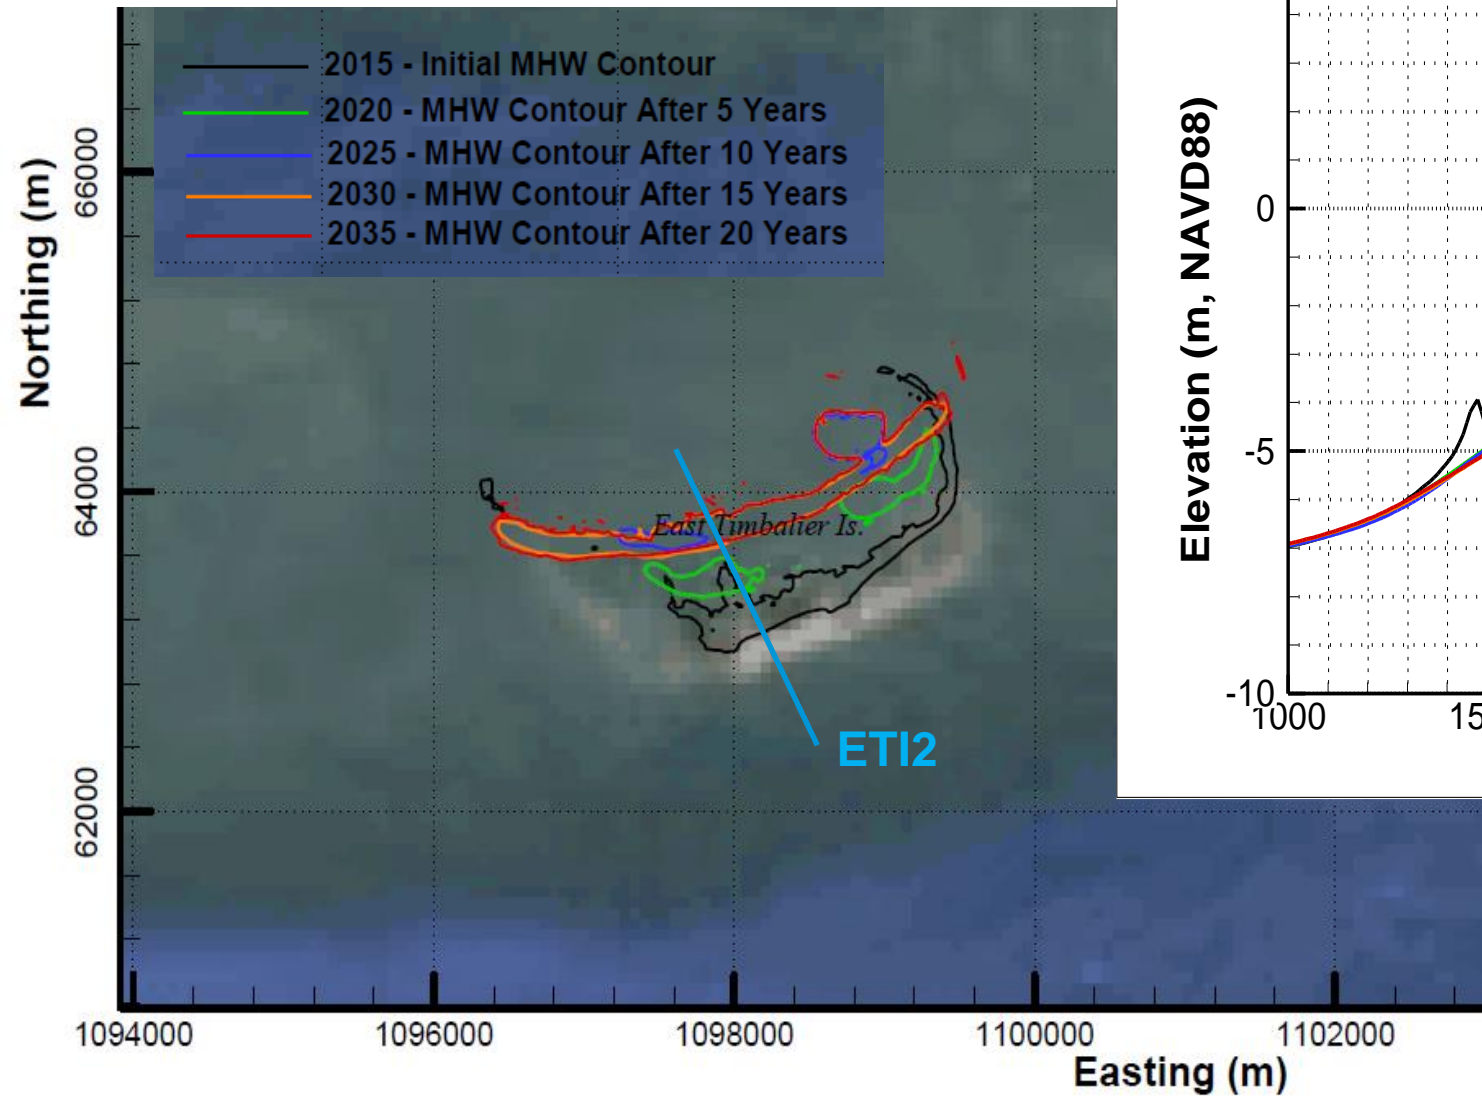 2015 - Initial MHW Contour
2020 - MHW Contour After 5 Years
2025 - MHW Contour After 10 Years
2030 - MHW Contour After 15 Years
2035 - MHW Contour After 20 Years
Northing (m)
66000
64000
62000
East Timbalier Is.
ETI2
1094000 1096000 1098000 1100000 1102000
Easting (m)
Elevation (m, NAVD88)
0
-5
-10
1000 15